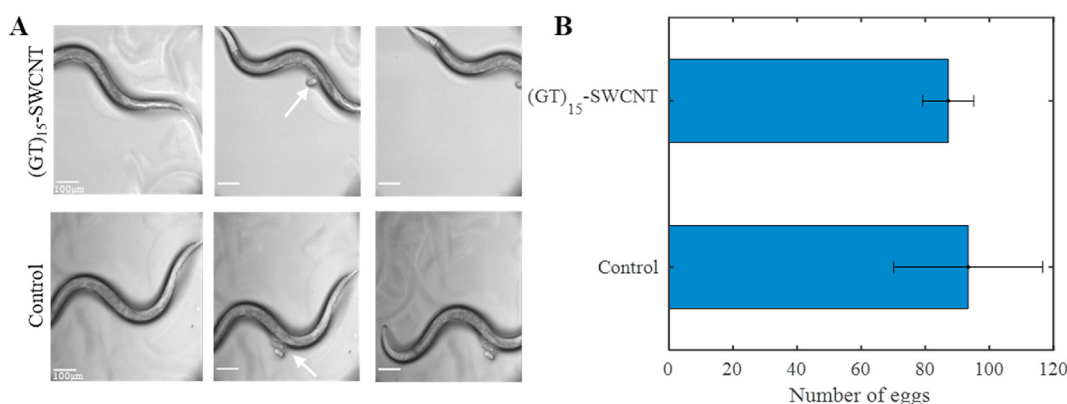 A
(GT)15-SWCNT
100μm
Control
100μm
B
(GT)15-SWCNT
Control
0 20 40 60 80 100 120
Number of eggs